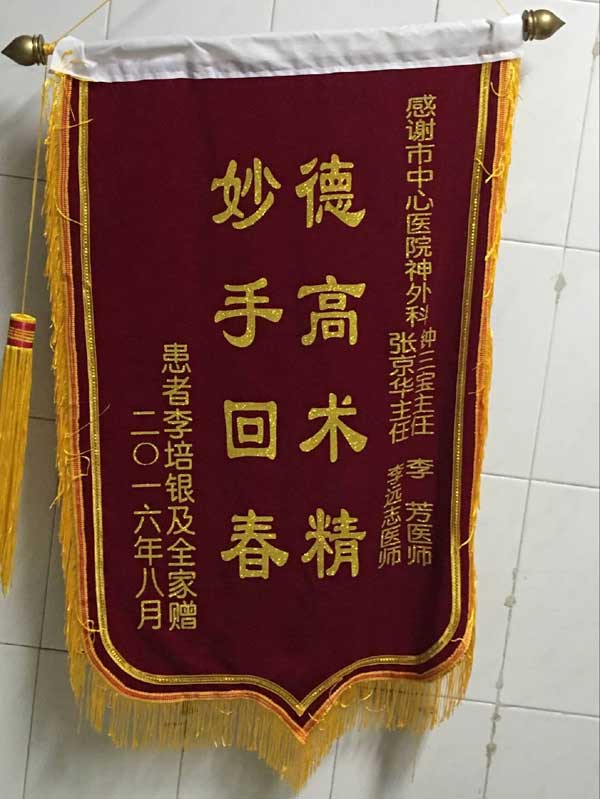 感谢市中心医院神外科
钟三宝主任 李芳医师
张京华主任 李远志医师
德高术精
妙手回春
患者李培银及全家赠
二〇一六年八月